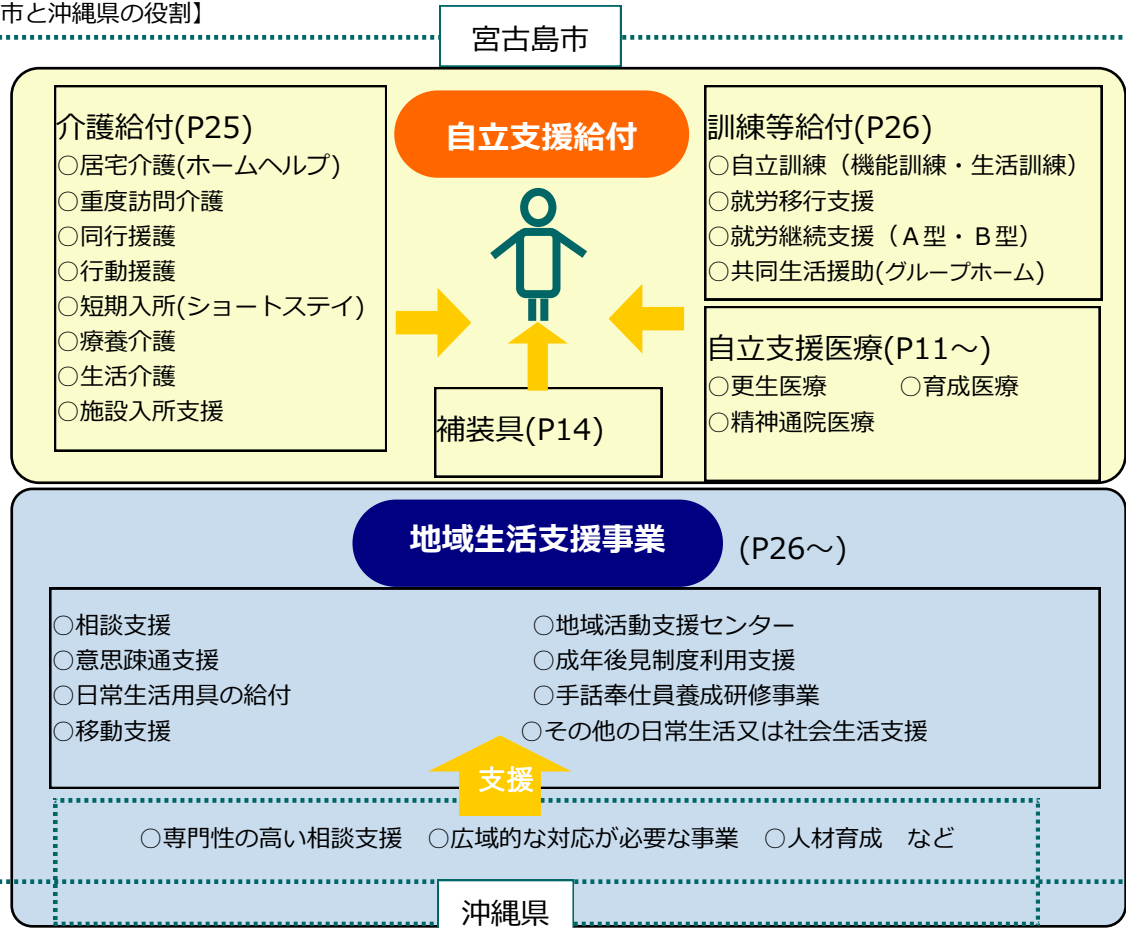 市と沖縄県の役割】
宮古島市
自立支援給付
介護給付(P25)
○居宅介護(ホームヘルプ)
○重度訪問介護
○同行援護
○行動援護
○短期入所(ショートステイ)
○療養介護
○生活介護
○施設入所支援
訓練等給付(P26)
○自立訓練（機能訓練・生活訓練）
○就労移行支援
○就労継続支援（Ａ型・Ｂ型）
○共同生活援助(グループホーム)
自立支援医療(P11～)
○更生医療　　　○育成医療
○精神通院医療
補装具(P14)
地域生活支援事業 (P26～)
○相談支援
○意思疎通支援
○日常生活用具の給付
○移動支援
○地域活動支援センター
○成年後見制度利用支援
○手話奉仕員養成研修事業
○その他の日常生活又は社会生活支援
支援
○専門性の高い相談支援　○広域的な対応が必要な事業　○人材育成　など
沖縄県